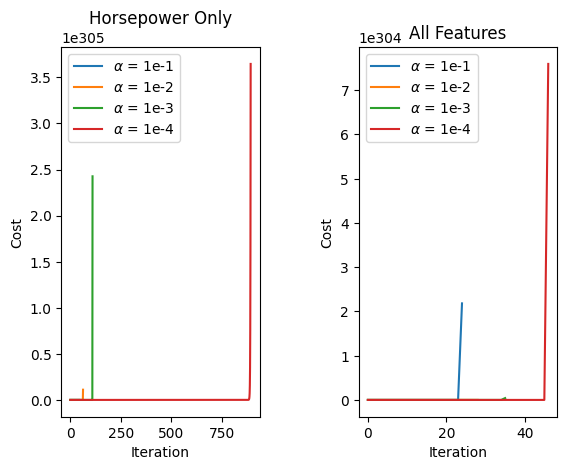 Horsepower Only
1e305
α = 1e-1
α = 1e-2
α = 1e-3
α = 1e-4
3.5
3.0
2.5
2.0
1.5
1.0
0.5
0.0
Cost
0 250 500 750
Iteration
All Features
1e304
α = 1e-1
α = 1e-2
α = 1e-3
α = 1e-4
7
6
5
4
3
2
1
0
Cost
0 20 40
Iteration